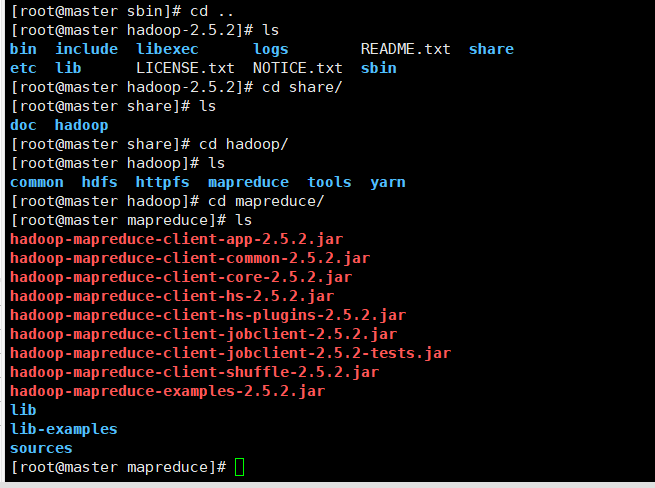 [root@master sbin]# cd ..
[root@master hadoop-2.5.2]# ls
bin  include  libexec      logs        README.txt  share
etc  lib      LICENSE.txt  NOTICE.txt  sbin
[root@master hadoop-2.5.2]# cd share/
[root@master share]# ls
doc  hadoop
[root@master share]# cd hadoop/
[root@master hadoop]# ls
common  hdfs  httpfs  mapreduce  tools  yarn
[root@master hadoop]# cd mapreduce/
[root@master mapreduce]# ls
hadoop-mapreduce-client-app-2.5.2.jar
hadoop-mapreduce-client-common-2.5.2.jar
hadoop-mapreduce-client-core-2.5.2.jar
hadoop-mapreduce-client-hs-2.5.2.jar
hadoop-mapreduce-client-hs-plugins-2.5.2.jar
hadoop-mapreduce-client-jobclient-2.5.2.jar
hadoop-mapreduce-client-jobclient-2.5.2-tests.jar
hadoop-mapreduce-client-shuffle-2.5.2.jar
hadoop-mapreduce-examples-2.5.2.jar
lib
lib-examples
sources
[root@master mapreduce]#